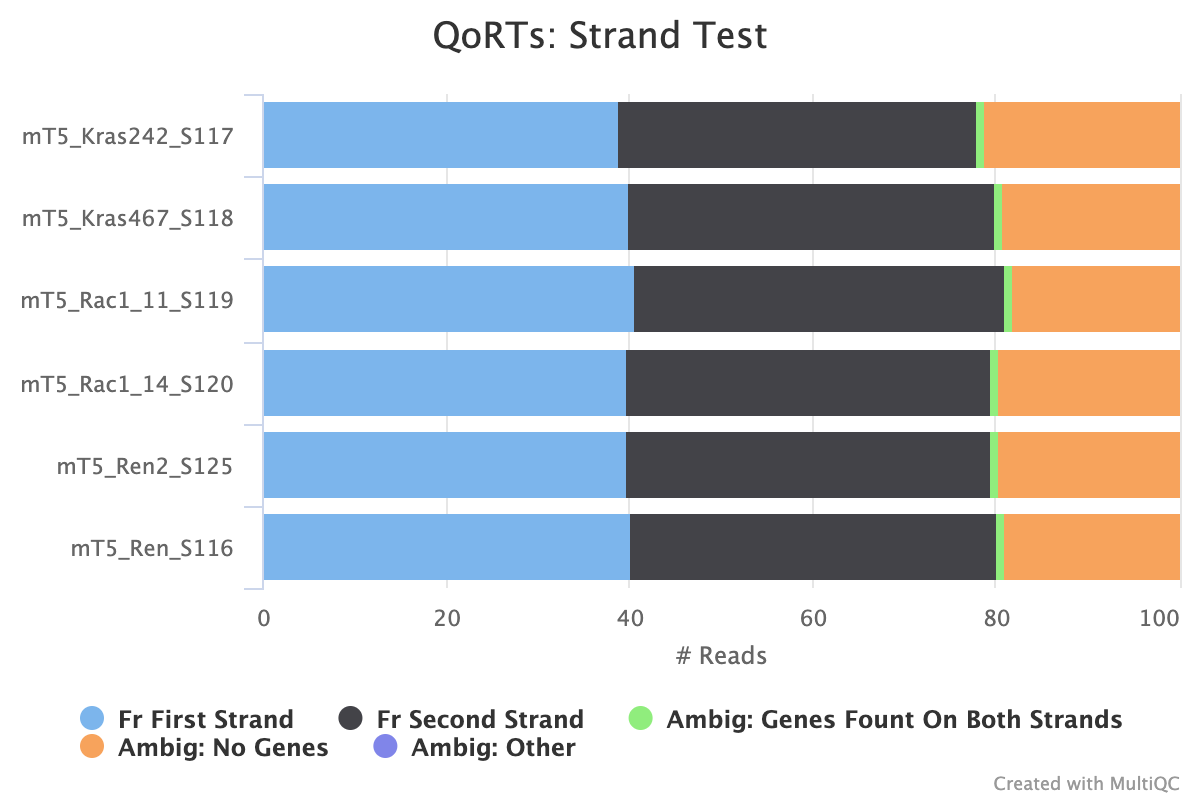 QoRTs: Strand Test
mT5_Kras242_S117
mT5_Kras467_S118
mT5_Rac1_11_S119
mT5_Rac1_14_S120
mT5_Ren2_S125
mT5_Ren_S116
0 20 40 60 80 100
# Reads
Fr First Strand Fr Second Strand Ambig: Genes Fount On Both Strands
Ambig: No Genes Ambig: Other
Created with MultiQC